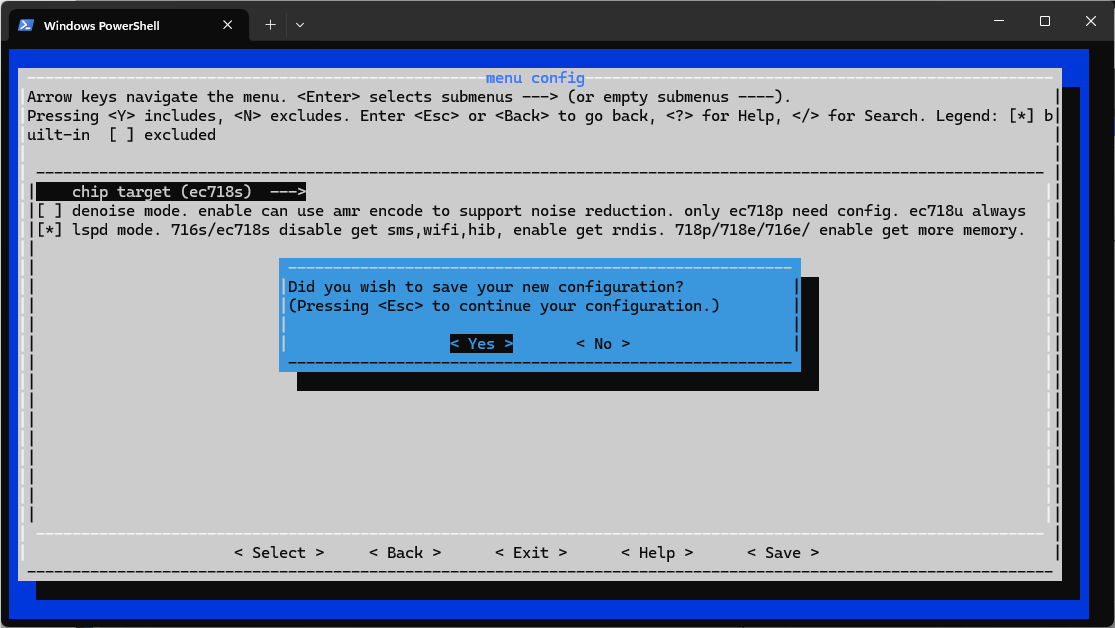 Windows PowerShell
menu config
Arrow keys navigate the menu. <Enter> selects submenus ---> (or empty submenus ----).
Pressing <Y> includes, <N> excludes. Enter <Esc> or <Back> to go back, <?> for Help, </> for Search. Legend: [*] b
uilt-in  [ ] excluded
chip target (ec718s)  --->
[ ] denoise mode. enable can use amr encode to support noise reduction. only ec718p need config. ec718u always
[*] lspd mode. 716s/ec718s disable get sms,wifi,hib, enable get rndis. 718p/718e/716e/ enable get more memory.
Did you wish to save your new configuration?
(Pressing <Esc> to continue your configuration.)
< Yes >       < No >
< Select >     < Back >      < Exit >      < Help >      < Save >